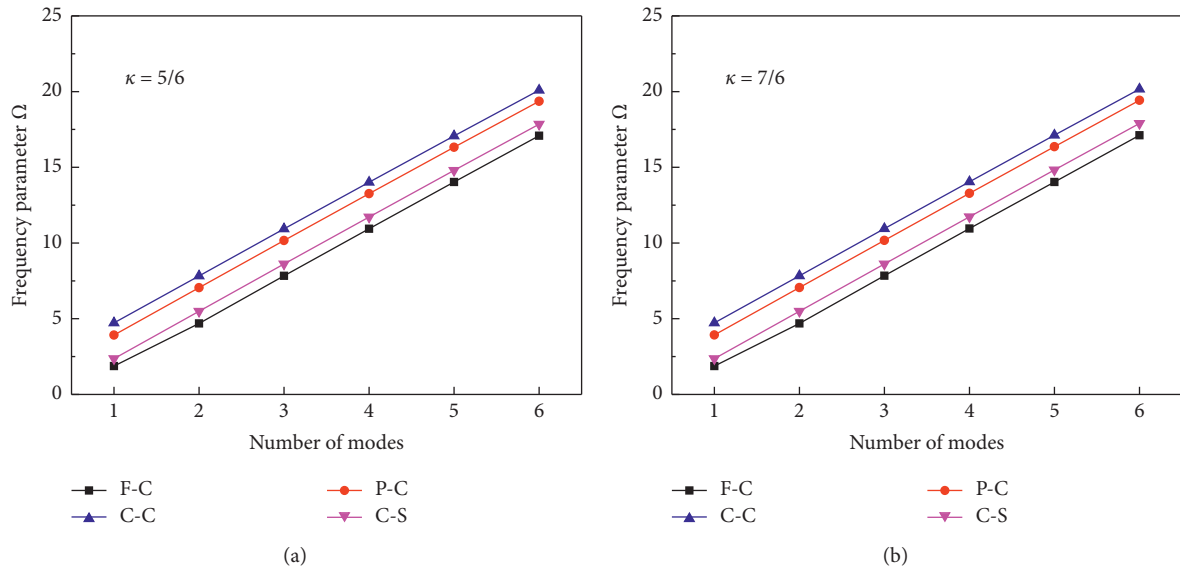 25
20
15
10
5
0
Frequency parameter Ω
κ = 5/6
1 2 3 4 5 6
Number of modes
F-C
P-C
C-C
C-S
(a)
25
20
15
10
5
0
Frequency parameter Ω
κ = 7/6
1 2 3 4 5 6
Number of modes
F-C
P-C
C-C
C-S
(b)